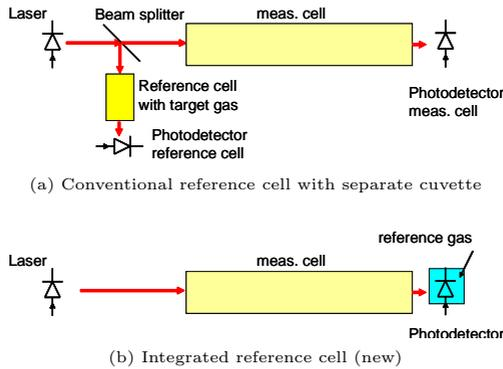 Laser
Beam splitter
meas. cell
Reference cell
with target gas
Photodetector
meas. cell
Photodetector
reference cell
(a) Conventional reference cell with separate cuvette
reference gas
Laser
meas. cell
Photodetector
(b) Integrated reference cell (new)